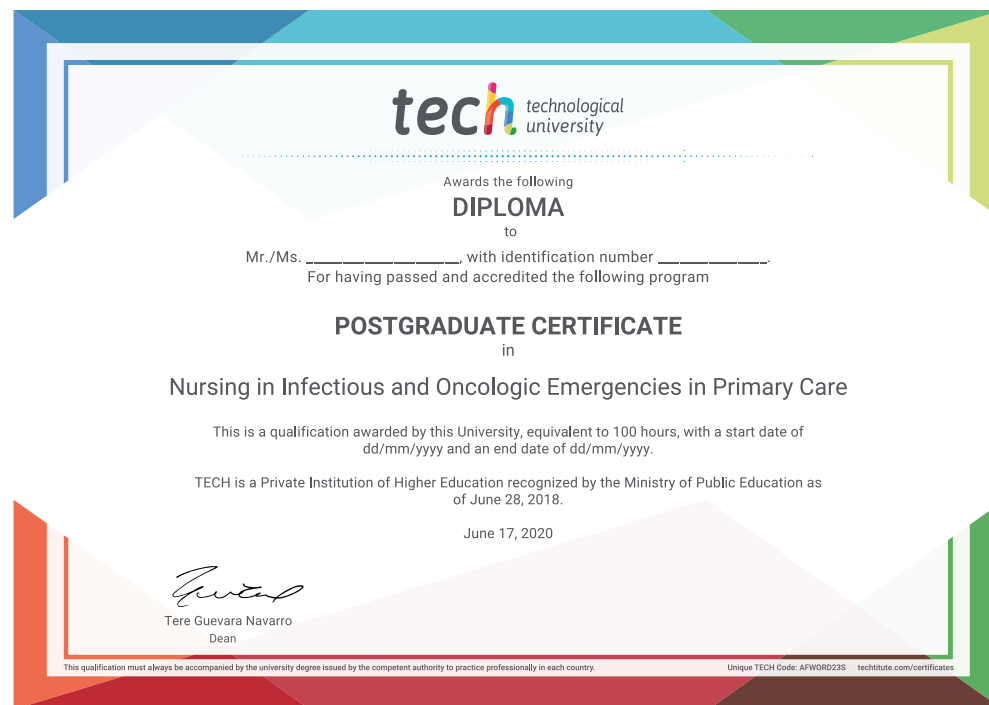 tech technological
university
Awards the following
DIPLOMA
to
Mr./Ms. ____________________, with identification number ______________.
For having passed and accredited the following program
POSTGRADUATE CERTIFICATE
in
Nursing in Infectious and Oncologic Emergencies in Primary Care
This is a qualification awarded by this University, equivalent to 100 hours, with a start date of
dd/mm/yyyy and an end date of dd/mm/yyyy.
TECH is a Private Institution of Higher Education recognized by the Ministry of Public Education as
of June 28, 2018.
June 17, 2020
Tere Guevara Navarro
Dean
This qualification must always be accompanied by the university degree issued by the competent authority to practice professionally in each country. Unique TECH Code: AFWORD23S techtitute.com/certificates